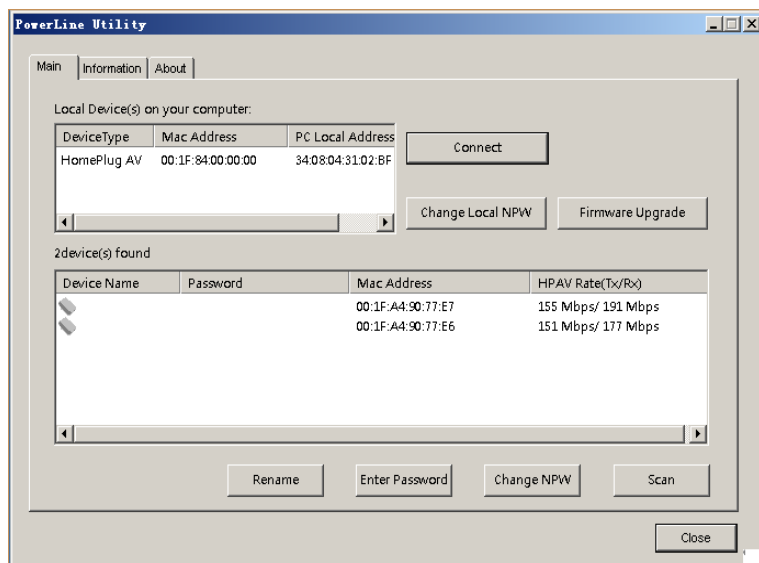 PowerLine Utility
Main Information About
Local Device(s) on your computer:
DeviceType Mac Address PC Local Address
HomePlug AV 00:1F:84:00:00:00 34:08:04:31:02:BF
Connect
Change Local NPW Firmware Upgrade
2device(s) found
Device Name Password Mac Address HPAV Rate(Tx/Rx)
00:1F:A4:90:77:E7 155 Mbps/ 191 Mbps
00:1F:A4:90:77:E6 151 Mbps/ 177 Mbps
Rename Enter Password Change NPW Scan
Close